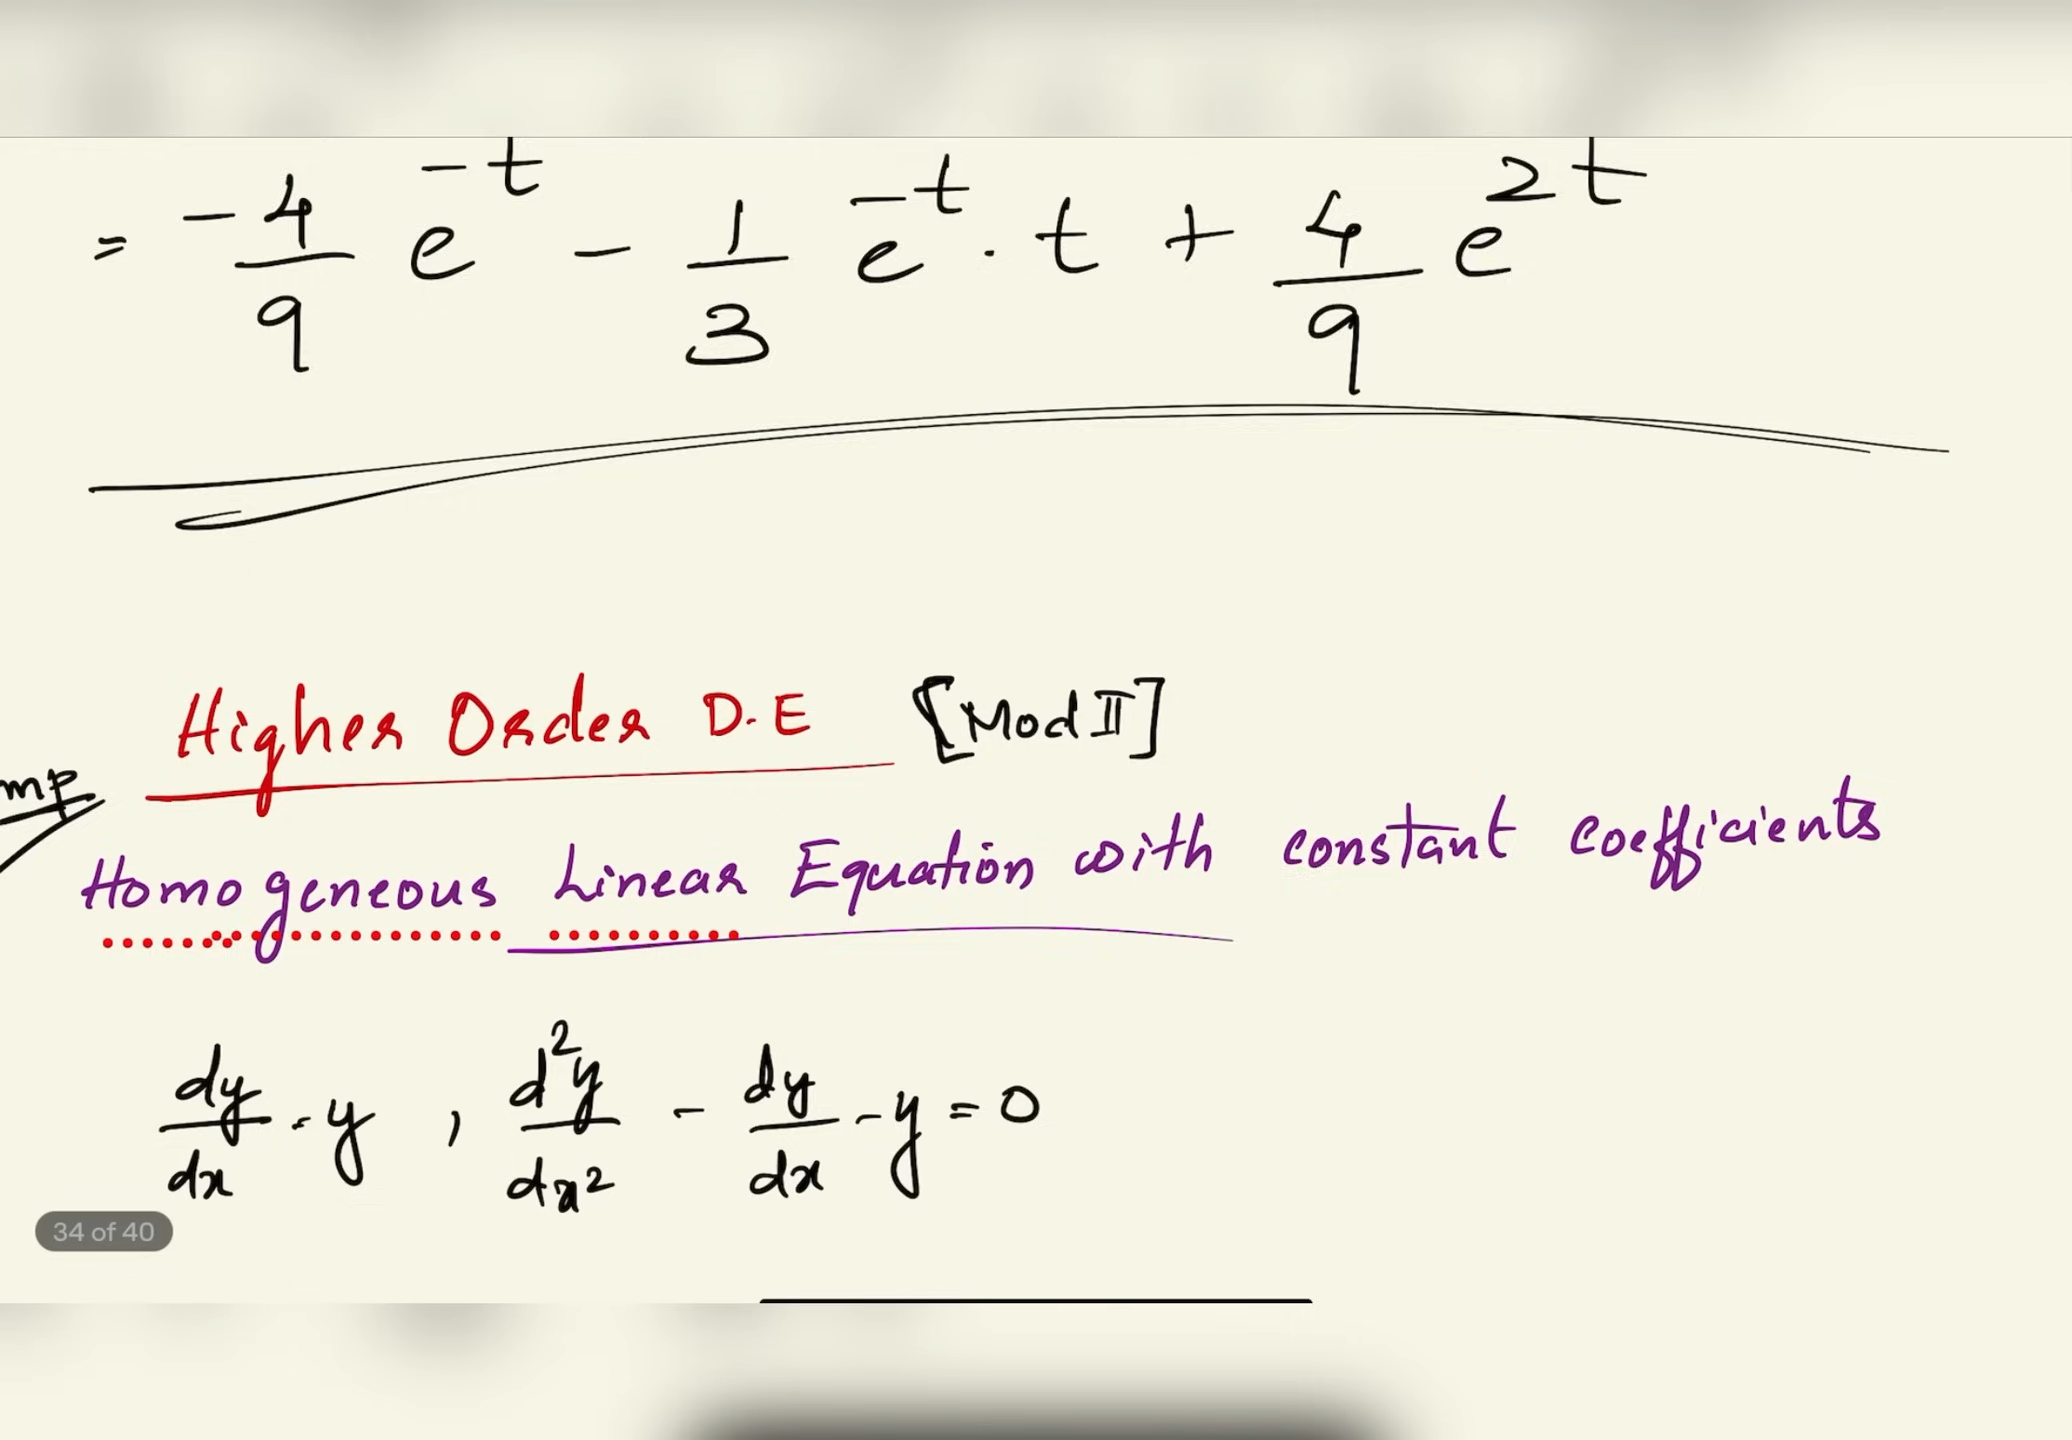 = -4/9 e^-t - 1/3 e^-t . t + 4/9 e^2t
Higher Order D.E [Mod II]
mp
Homogeneous Linear Equation with constant coefficients
dy/dx - y , d²y/dx² - dy/dx - y = 0
34 of 40